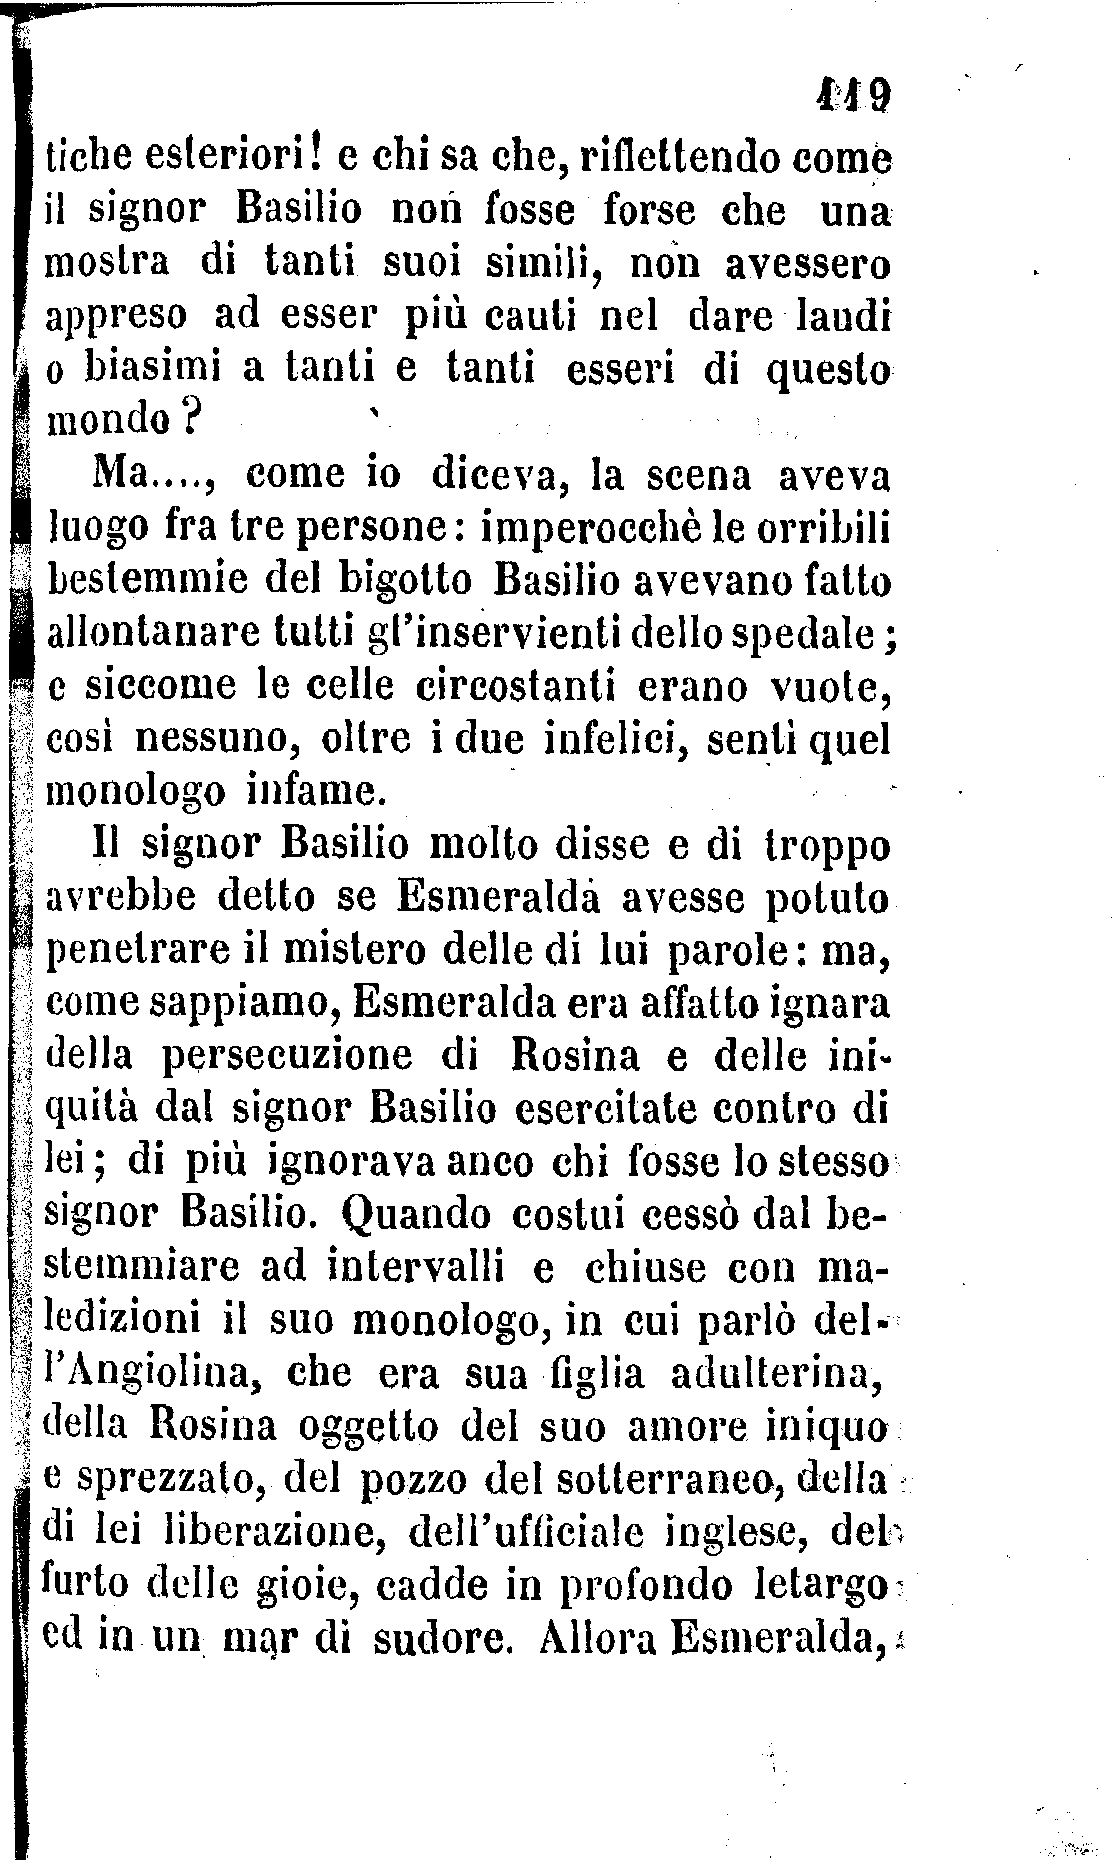 119
tiche esteriori! e chi sa che, riflettendo come
il signor Basilio non fosse forse che una
mostra di tanti suoi simili, non avessero
appreso ad esser più cauti nel dare laudi
o biasimi a tanti e tanti esseri di questo
mondo?
Ma...., come io diceva, la scena aveva
luogo fra tre persone: imperocchè le orribili
bestemmie del bigotto Basilio avevano fatto
allontanare tutti gl'inservienti dello spedale;
e siccome le celle circostanti erano vuote,
così nessuno, oltre i due infelici, sentì quel
monologo infame.
Il signor Basilio molto disse e di troppo
avrebbe detto se Esmeralda avesse potuto
penetrare il mistero delle di lui parole: ma,
come sappiamo, Esmeralda era affatto ignara
della persecuzione di Rosina e delle ini-
quità dal signor Basilio esercitate contro di
lei; di più ignorava anco chi fosse lo stesso
signor Basilio. Quando costui cessò dal be-
stemmiare ad intervalli e chiuse con ma-
ledizioni il suo monologo, in cui parlò del-
l'Angiolina, che era sua figlia adulterina,
della Rosina oggetto del suo amore iniquo
e sprezzato, del pozzo del sotterraneo, della
di lei liberazione, dell'ufficiale inglese, del
furto delle gioie, cadde in profondo letargo
ed in un mar di sudore. Allora Esmeralda,